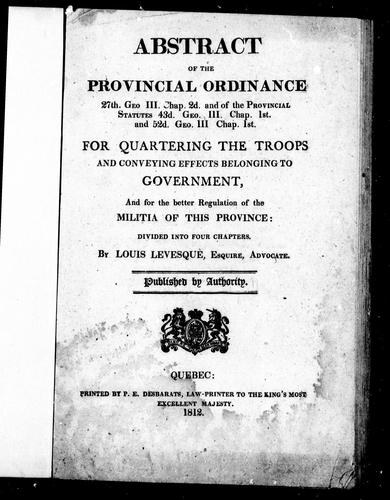 ABSTRACT
OF THE
PROVINCIAL ORDINANCE
27th. GEO III. Chap. 2d. and of the PROVINCIAL
STATUTES 43d. GEO. III. Chap. 1st.
and 52d. GEO. III Chap. 1st.
FOR QUARTERING THE TROOPS
AND CONVEYING EFFECTS BELONGING TO
GOVERNMENT,
And for the better Regulation of the
MILITIA OF THIS PROVINCE:
DIVIDED INTO FOUR CHAPTERS.
BY LOUIS LEVESQUE, ESQUIRE, ADVOCATE.
Published by Authority.
QUEBEC:
PRINTED BY P. E. DESBARATS, LAW-PRINTER TO THE KING'S MOST
EXCELLENT MAJESTY.
1812.